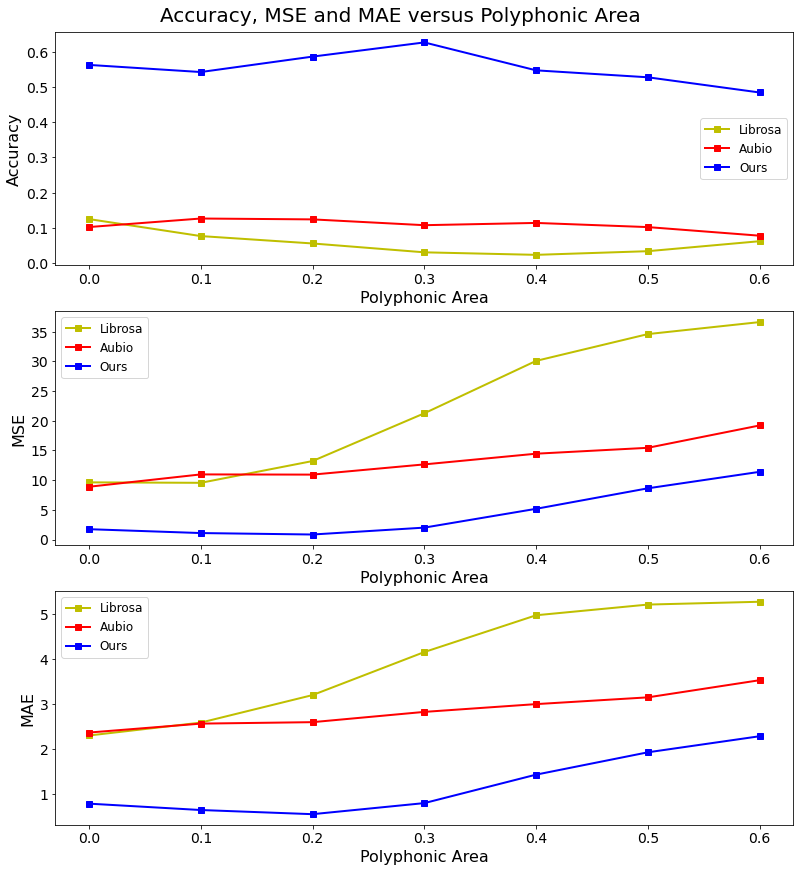 Accuracy, MSE and MAE versus Polyphonic Area
0.6
0.5
0.4
0.3
0.2
0.1
0.0
Accuracy
Librosa
Aubio
Ours
0.0 0.1 0.2 0.3 0.4 0.5 0.6
Polyphonic Area
35
30
25
20
15
10
5
0
MSE
Librosa
Aubio
Ours
0.0 0.1 0.2 0.3 0.4 0.5 0.6
Polyphonic Area
5
4
3
2
1
MAE
Librosa
Aubio
Ours
0.0 0.1 0.2 0.3 0.4 0.5 0.6
Polyphonic Area